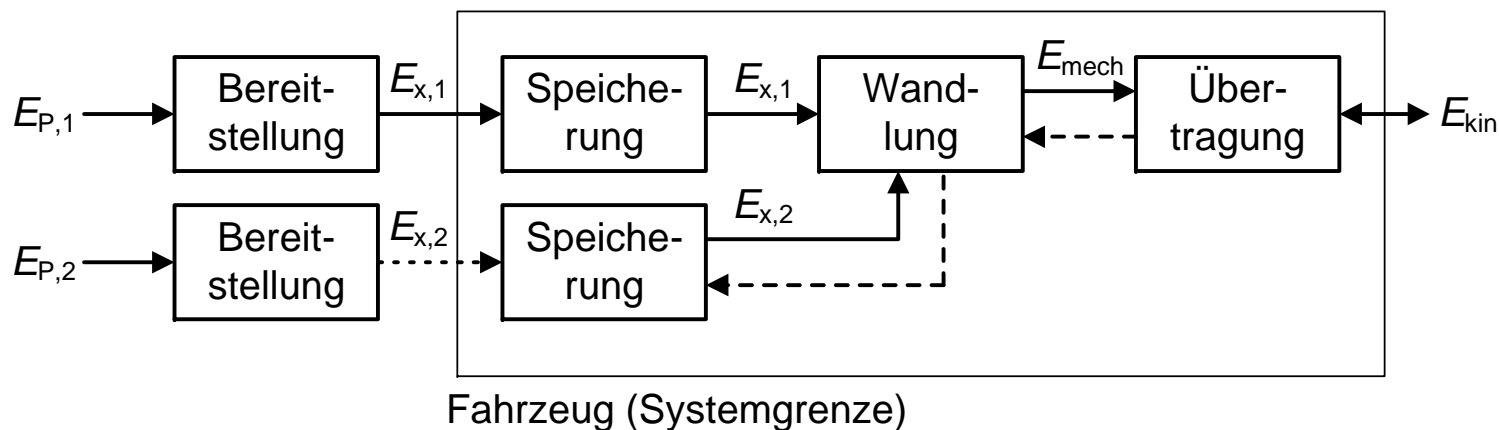 E_P,1
Bereit-
stellung
E_x,1
Speiche-
rung
E_x,1
Wand-
lung
E_mech
Über-
tragung
E_kin
E_P,2
Bereit-
stellung
E_x,2
Speiche-
rung
E_x,2
Fahrzeug (Systemgrenze)